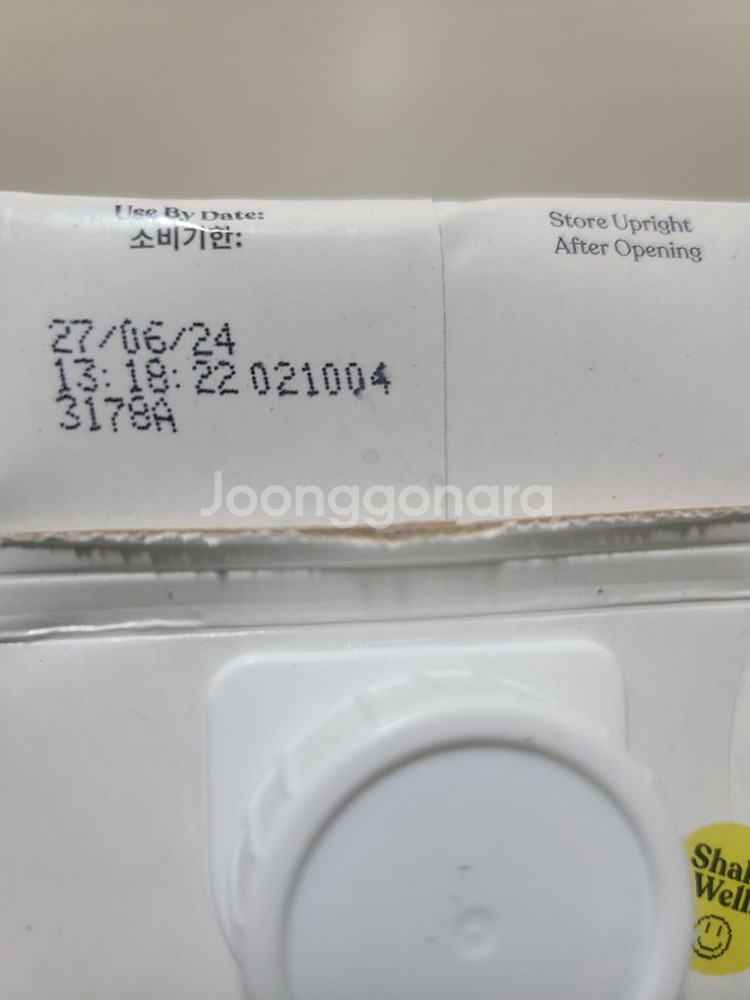 Use By Date:
소비기한:
Store Upright
After Opening
27/06/24
13:18:22 021004
3178A
Joonggonara
Well